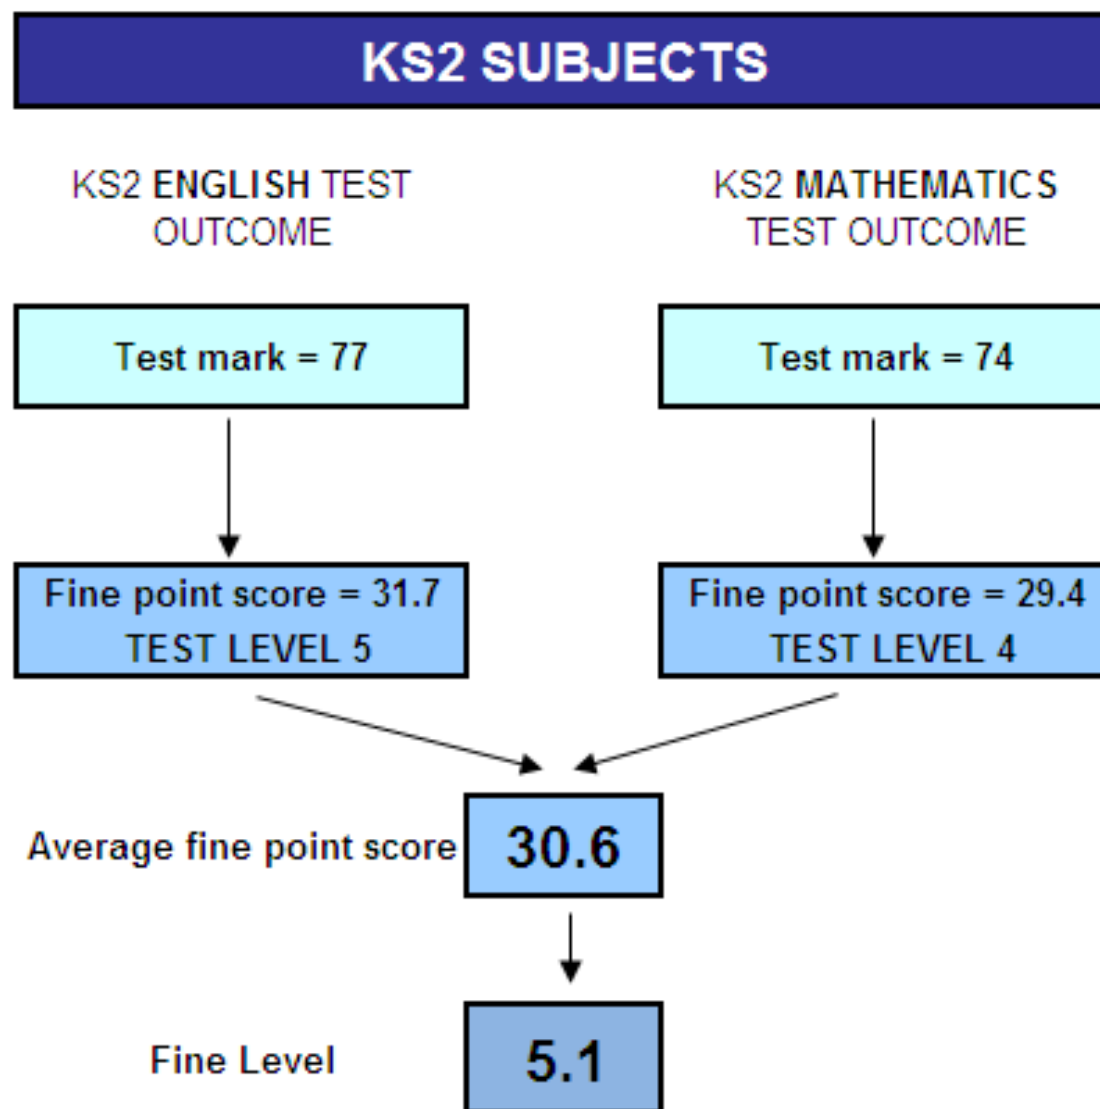 KS2 SUBJECTS
KS2 ENGLISH TEST
OUTCOME
KS2 MATHEMATICS
TEST OUTCOME
Test mark = 77
Test mark = 74
Fine point score = 31.7
TEST LEVEL 5
Fine point score = 29.4
TEST LEVEL 4
Average fine point score
30.6
Fine Level
5.1